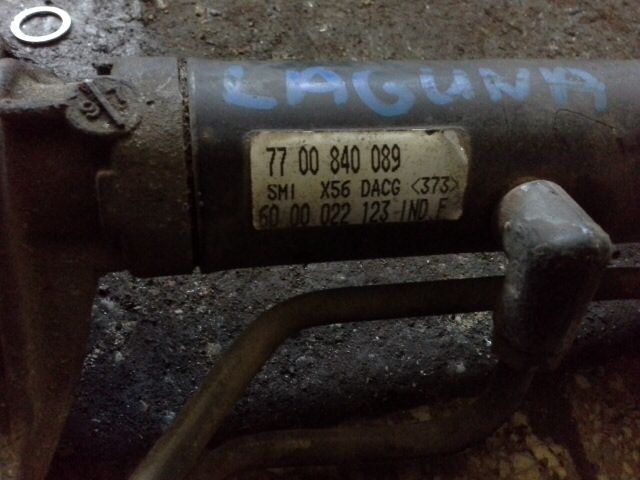 LAGUNA
77 00 840 089
SMI X56 DACG <373>
60 00 022 123-IND F